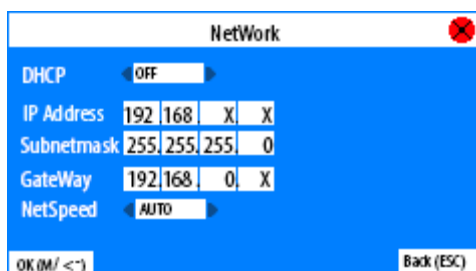 NetWork
DHCP OFF
IP Address 192.168. X. X
Subnetmask 255.255.255. 0
GateWay 192.168. 0. X
NetSpeed AUTO
OK (M/ <-) Back (ESC)